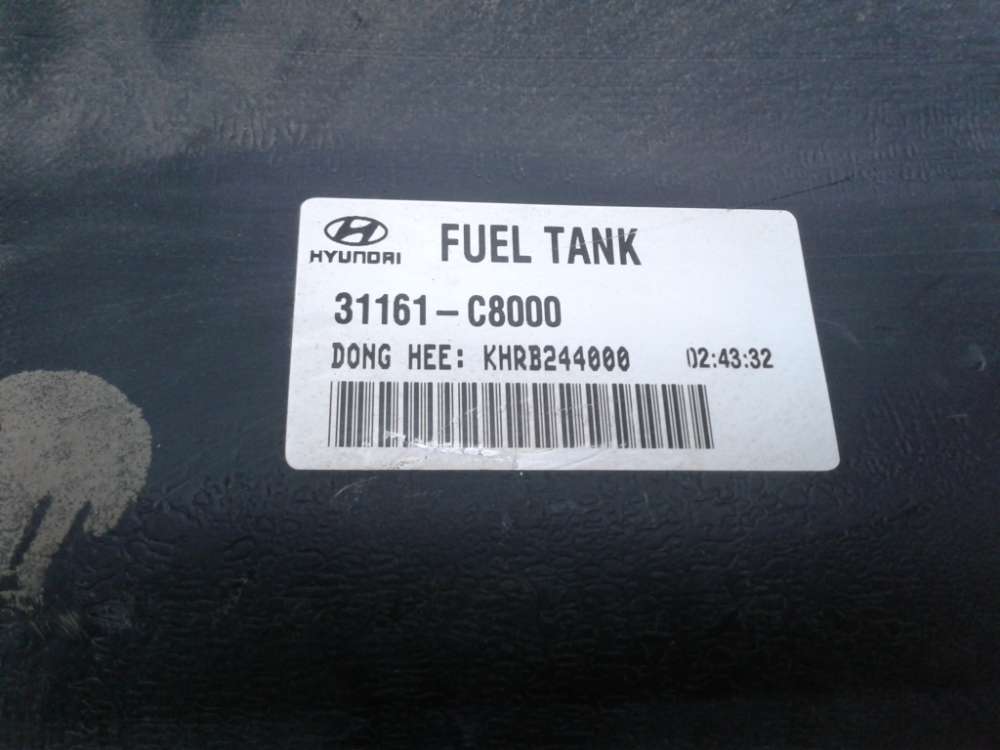 HYUNDAI FUEL TANK
31161-C8000
DONG HEE: KHRB244000 02:43:32